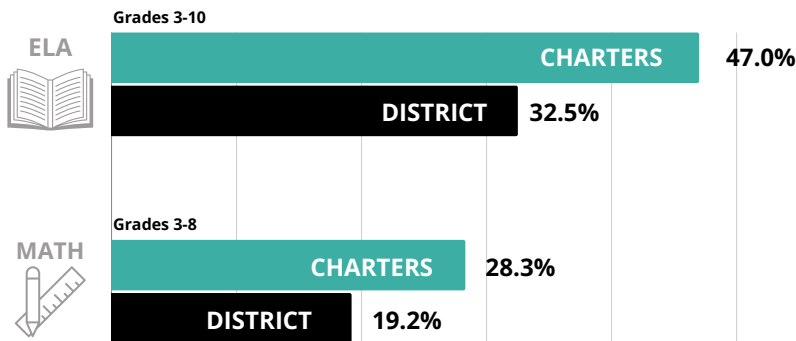 Grades 3-10
ELA
CHARTERS 47.0%
DISTRICT 32.5%
Grades 3-8
MATH
CHARTERS 28.3%
DISTRICT 19.2%